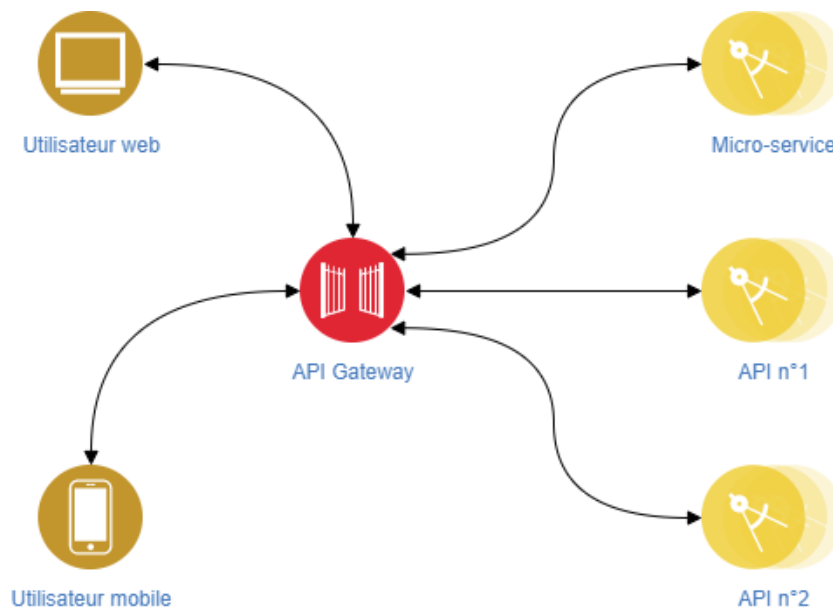 Utilisateur web
Micro-service
API Gateway
API n°1
Utilisateur mobile
API n°2